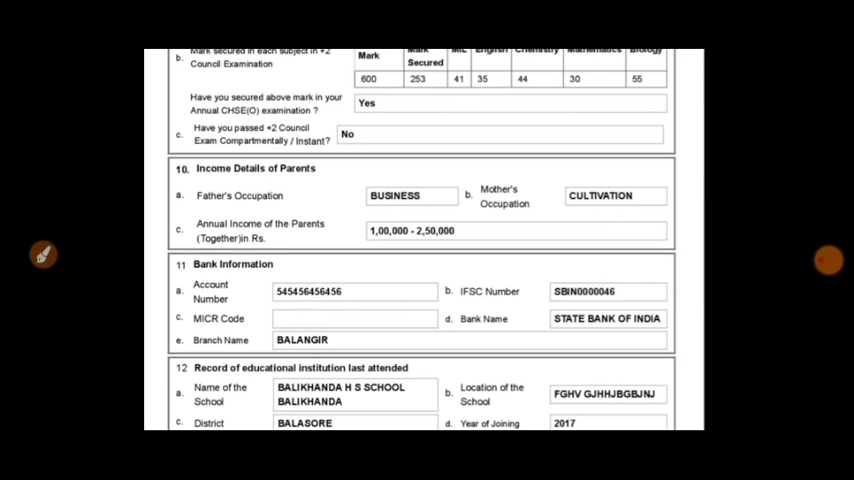 Mark secured in each subject in +2
b.
Council Examination
Mark Mark Secured MIL English Chemistry Mathematics Biology
600 253 41 35 44 30 55
Have you secured above mark in your
Annual CHSE(O) examination ?
Yes
c. Have you passed +2 Council
Exam Compartmentally / Instant?
No
10. Income Details of Parents
a. Father's Occupation BUSINESS b. Mother's Occupation CULTIVATION
c. Annual Income of the Parents
(Together)in Rs.
1,00,000 - 2,50,000
11 Bank Information
a. Account Number 545456456456 b. IFSC Number SBIN0000046
c. MICR Code d. Bank Name STATE BANK OF INDIA
e. Branch Name BALANGIR
12 Record of educational institution last attended
a. Name of the School BALIKHANDA H S SCHOOL BALIKHANDA b. Location of the School FGHV GJHHJBGBJNJ
c. District BALASORE d. Year of Joining 2017